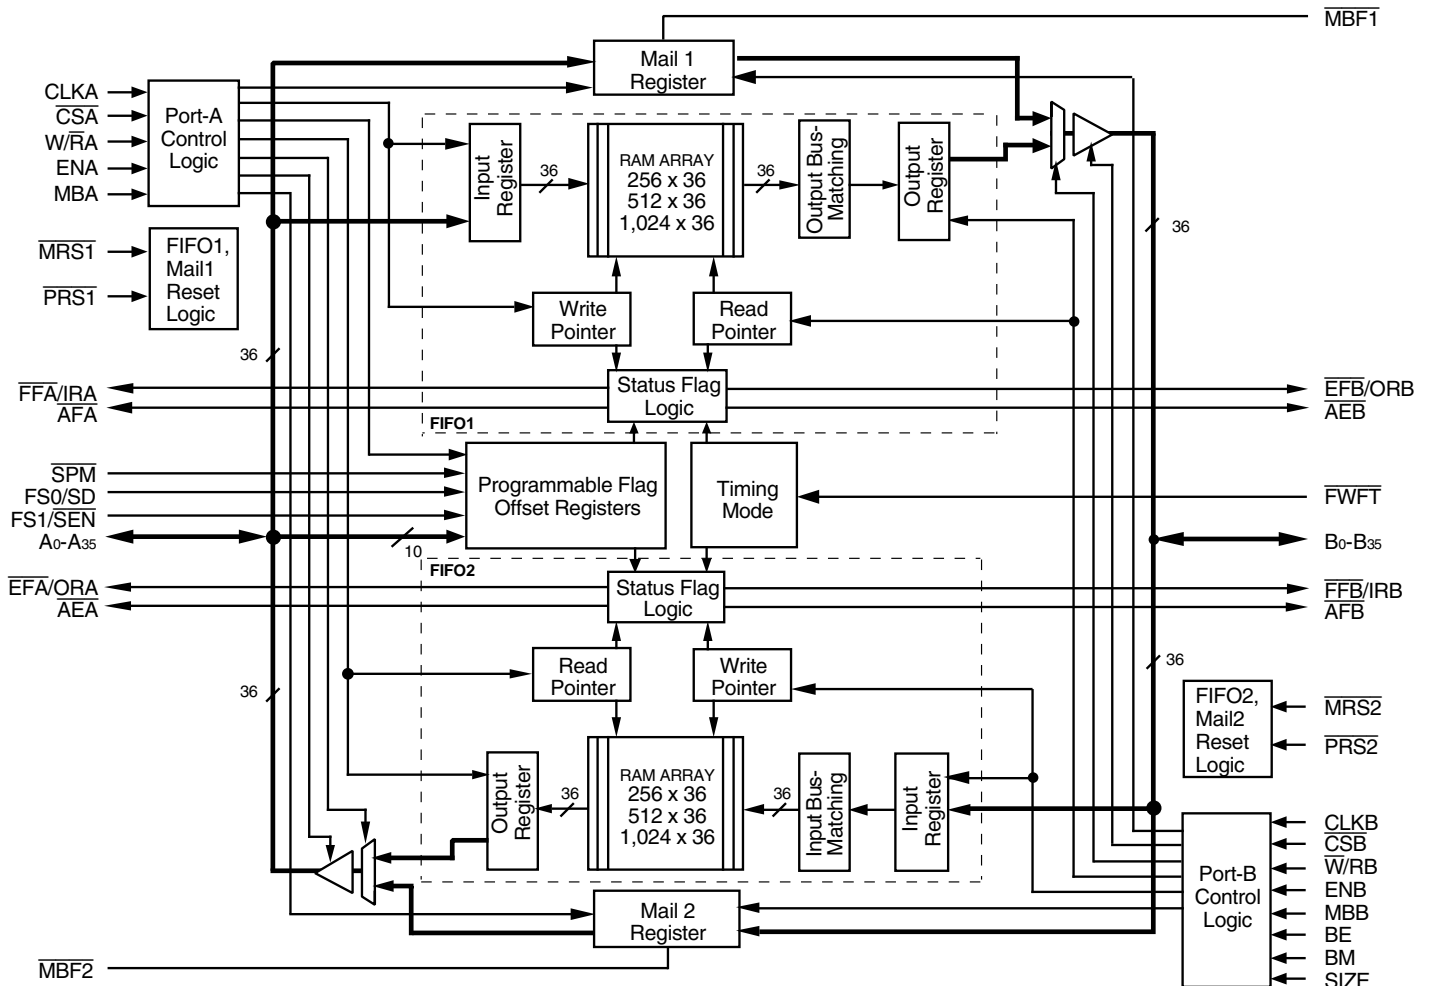 MBF1
Mail 1
Register
CLKA
CSA
W/RA
ENA
MBA
Port-A
Control
Logic
Input
Register
36
RAM ARRAY
256 x 36
512 x 36
1,024 x 36
36
Output Bus-
Matching
Output
Register
36
MRS1
PRS1
FIFO1,
Mail1
Reset
Logic
Write
Pointer
Read
Pointer
36
FFA/IRA
AFA
Status Flag
Logic
EFB/ORB
AEB
FIFO1
SPM
FS0/SD
FS1/SEN
A0-A35
Programmable Flag
Offset Registers
Timing
Mode
FWFT
10
B0-B35
FIFO2
EFA/ORA
AEA
Status Flag
Logic
FFB/IRB
AFB
Read
Pointer
Write
Pointer
36
36
FIFO2,
Mail2
Reset
Logic
MRS2
PRS2
Output
Register
36
RAM ARRAY
256 x 36
512 x 36
1,024 x 36
36
Input Bus-
Matching
Input
Register
Port-B
Control
Logic
CLKB
CSB
W/RB
ENB
MBB
BE
BM
SIZE
Mail 2
Register
MBF2